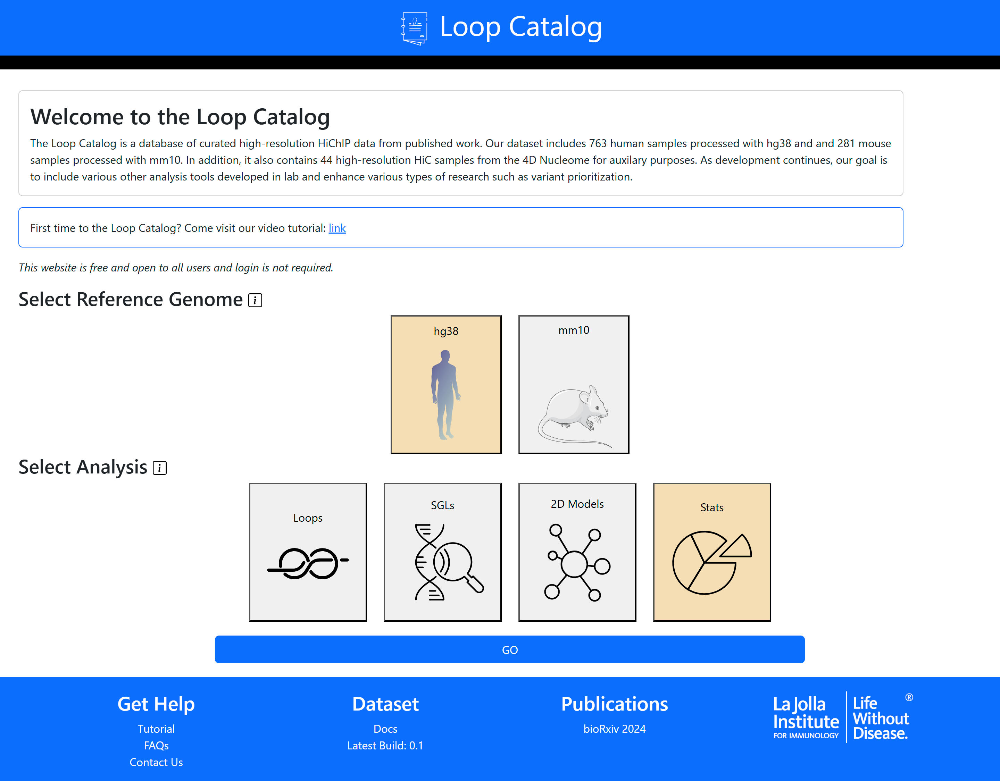 Loop Catalog
Welcome to the Loop Catalog
The Loop Catalog is a database of curated high-resolution HiChIP data from published work. Our dataset includes 763 human samples processed with hg38 and and 281 mouse
samples processed with mm10. In addition, it also contains 44 high-resolution HiC samples from the 4D Nucleome for auxilary purposes. As development continues, our goal is
to include various other analysis tools developed in lab and enhance various types of research such as variant prioritization.
First time to the Loop Catalog? Come visit our video tutorial: link
This website is free and open to all users and login is not required.
Select Reference Genome i
hg38
mm10
Select Analysis i
Loops
SGLs
2D Models
Stats
GO
Get Help
Tutorial
FAQs
Contact Us
Dataset
Docs
Latest Build: 0.1
Publications
bioRxiv 2024
La Jolla
Institute
FOR IMMUNOLOGY
Life
Without
Disease.®